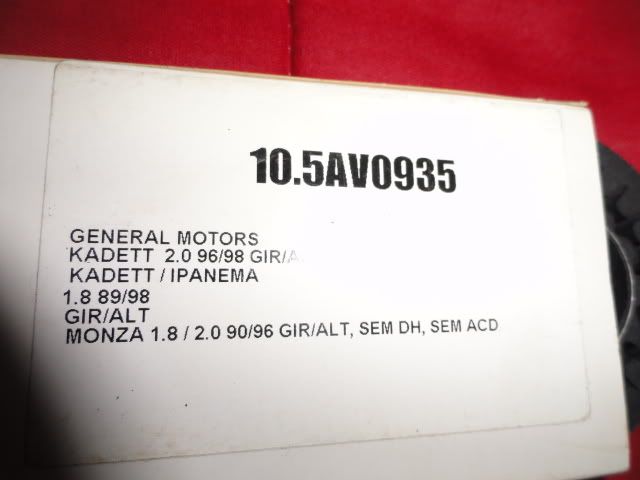 10.5AV0935
GENERAL MOTORS
KADETT 2.0 96/98 GIR/A
KADETT / IPANEMA
1.8 89/98
GIR/ALT
MONZA 1.8 / 2.0 90/96 GIR/ALT, SEM DH, SEM ACD